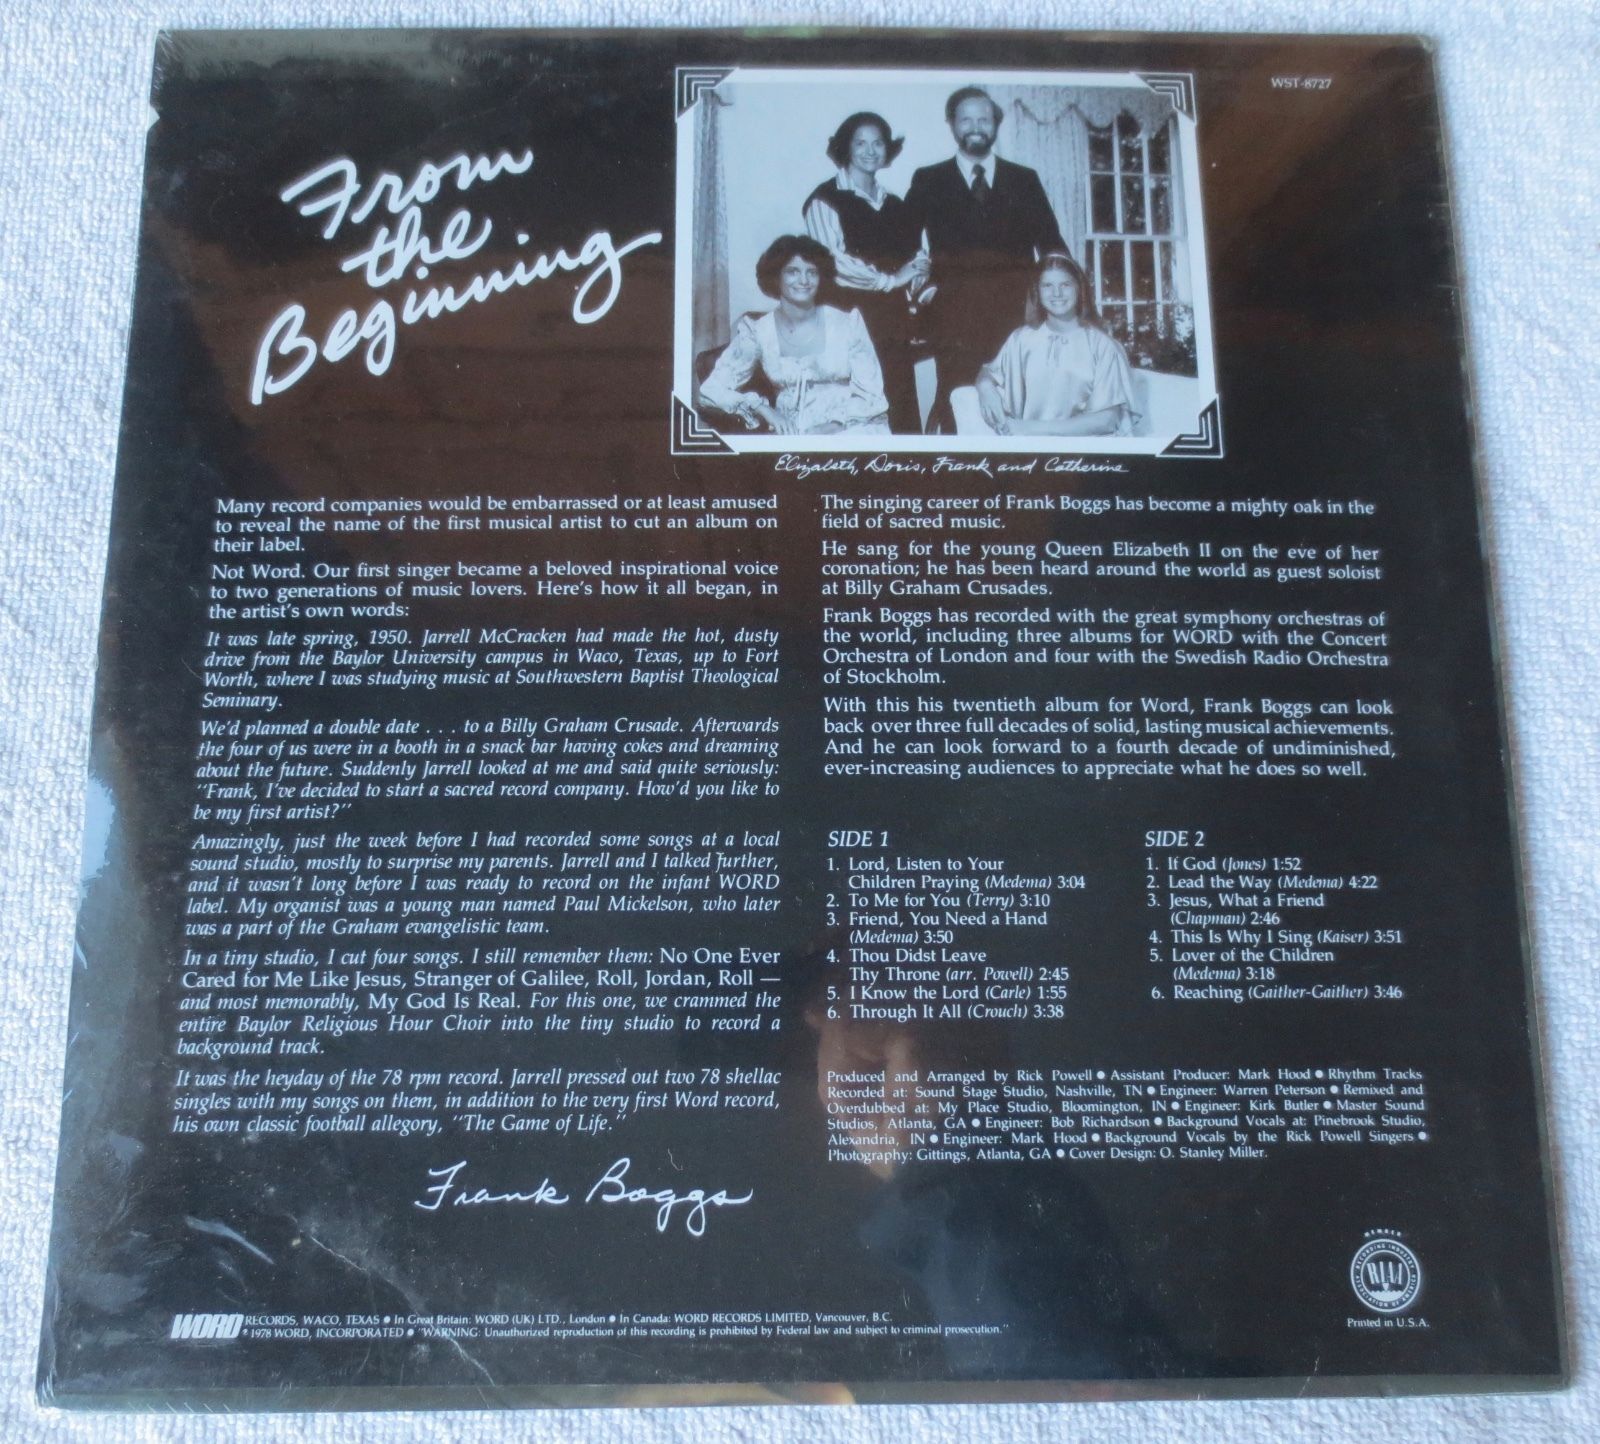 WST-8727
From
the
Beginning
Elizabeth, Doris, Frank and Catherine
Many record companies would be embarrassed or at least amused
to reveal the name of the first musical artist to cut an album on
their label.
Not Word. Our first singer became a beloved inspirational voice
to two generations of music lovers. Here's how it all began, in
the artist's own words:
It was late spring, 1950. Jarrell McCracken had made the hot, dusty
drive from the Baylor University campus in Waco, Texas, up to Fort
Worth, where I was studying music at Southwestern Baptist Theological
Seminary.
We'd planned a double date . . . to a Billy Graham Crusade. Afterwards
the four of us were in a booth in a snack bar having cokes and dreaming
about the future. Suddenly Jarrell looked at me and said quite seriously:
"Frank, I've decided to start a sacred record company. How'd you like to
be my first artist?"
Amazingly, just the week before I had recorded some songs at a local
sound studio, mostly to surprise my parents. Jarrell and I talked further,
and it wasn't long before I was ready to record on the infant WORD
label. My organist was a young man named Paul Mickelson, who later
was a part of the Graham evangelistic team.
In a tiny studio, I cut four songs. I still remember them: No One Ever
Cared for Me Like Jesus, Stranger of Galilee, Roll, Jordan, Roll —
and most memorably, My God Is Real. For this one, we crammed the
entire Baylor Religious Hour Choir into the tiny studio to record a
background track.
It was the heyday of the 78 rpm record. Jarrell pressed out two 78 shellac
singles with my songs on them, in addition to the very first Word record,
his own classic football allegory, "The Game of Life."
Frank Boggs
The singing career of Frank Boggs has become a mighty oak in the
field of sacred music.
He sang for the young Queen Elizabeth II on the eve of her
coronation; he has been heard around the world as guest soloist
at Billy Graham Crusades.
Frank Boggs has recorded with the great symphony orchestras of
the world, including three albums for WORD with the Concert
Orchestra of London and four with the Swedish Radio Orchestra
of Stockholm.
With this his twentieth album for Word, Frank Boggs can look
back over three full decades of solid, lasting musical achievements.
And he can look forward to a fourth decade of undiminished,
ever-increasing audiences to appreciate what he does so well.
SIDE 1
1. Lord, Listen to Your
Children Praying (Medema) 3:04
2. To Me for You (Terry) 3:10
3. Friend, You Need a Hand
(Medema) 3:50
4. Thou Didst Leave
Thy Throne (arr. Powell) 2:45
5. I Know the Lord (Carle) 1:55
6. Through It All (Crouch) 3:38
SIDE 2
1. If God (Jones) 1:52
2. Lead the Way (Medema) 4:22
3. Jesus, What a Friend
(Chapman) 2:46
4. This Is Why I Sing (Kaiser) 3:51
5. Lover of the Children
(Medema) 3:18
6. Reaching (Gaither-Gaither) 3:46
Produced and Arranged by Rick Powell ● Assistant Producer: Mark Hood ● Rhythm Tracks
Recorded at: Sound Stage Studio, Nashville, TN ● Engineer: Warren Peterson ● Remixed and
Overdubbed at: My Place Studio, Bloomington, IN ● Engineer: Kirk Butler ● Master Sound
Studios, Atlanta, GA ● Engineer: Bob Richardson ● Background Vocals at: Pinebrook Studio,
Alexandria, IN ● Engineer: Mark Hood ● Background Vocals by the Rick Powell Singers ●
Photography: Gittings, Atlanta, GA ● Cover Design: O. Stanley Miller.
MEMBER
RECORDING INDUSTRY
RIAA
ASSOCIATION OF AMERICA
Printed in U.S.A.
WORD RECORDS, WACO, TEXAS ● In Great Britain: WORD (UK) LTD., London ● In Canada: WORD RECORDS LIMITED, Vancouver, B.C.
℗ 1978 WORD, INCORPORATED ● "WARNING: Unauthorized reproduction of this recording is prohibited by Federal law and subject to criminal prosecution."